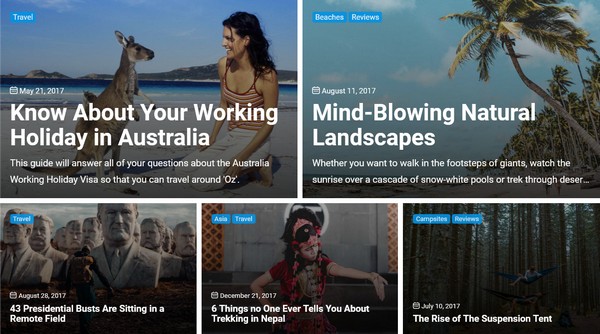 Travel
May 21, 2017
Know About Your Working
Holiday in Australia
This guide will answer all of your questions about the Australia
Working Holiday Visa so that you can travel around 'Oz'.
Beaches Reviews
August 11, 2017
Mind-Blowing Natural
Landscapes
Whether you want to walk in the footsteps of giants, watch the
sunrise over a cascade of snow-white pools or trek through deser...
Travel
August 28, 2017
43 Presidential Busts Are Sitting in a
Remote Field
Asia Travel
December 21, 2017
6 Things no One Ever Tells You About
Trekking in Nepal
Campsites Reviews
July 10, 2017
The Rise of The Suspension Tent